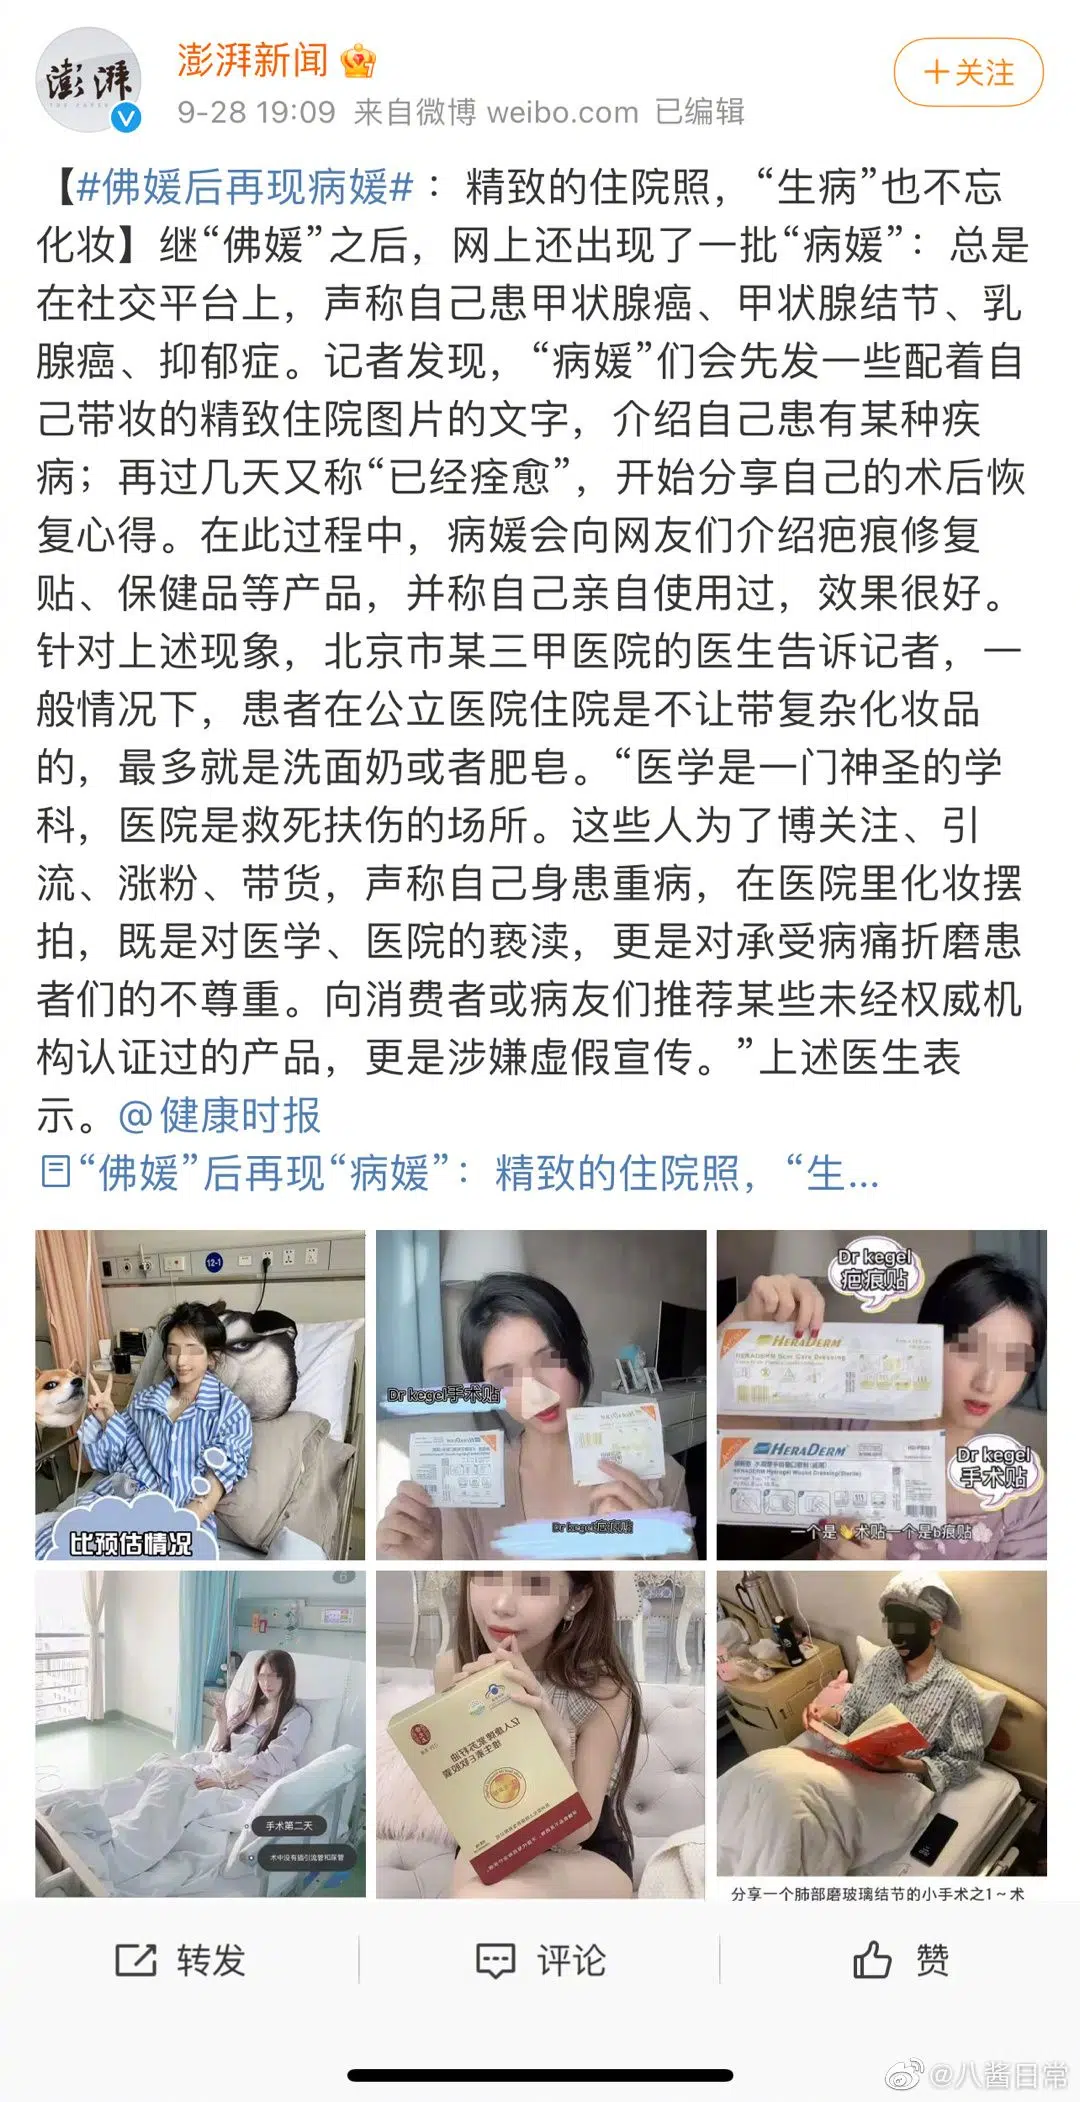 澎湃
澎湃新闻
+关注
9-28 19:09 来自微博 weibo.com 已编辑
【#佛媛后再现病媛#：精致的住院照，“生病”也不忘
化妆】继“佛媛”之后，网上还出现了一批“病媛”：总是
在社交平台上，声称自己患甲状腺癌、甲状腺结节、乳
腺癌、抑郁症。记者发现，“病媛”们会先发一些配着自
己带妆的精致住院图片的文字，介绍自己患有某种疾
病；再过几天又称“已经痊愈”，开始分享自己的术后恢
复心得。在此过程中，病媛会向网友们介绍疤痕修复
贴、保健品等产品，并称自己亲自使用过，效果很好。
针对上述现象，北京市某三甲医院的医生告诉记者，一
般情况下，患者在公立医院住院是不让带复杂化妆品
的，最多就是洗面奶或者肥皂。“医学是一门神圣的学
科，医院是救死扶伤的场所。这些人为了博关注、引
流、涨粉、带货，声称自己身患重病，在医院里化妆摆
拍，既是对医学、医院的亵渎，更是对承受病痛折磨患
者们的不尊重。向消费者或病友们推荐某些未经权威机
构认证过的产品，更是涉嫌虚假宣传。”上述医生表
示。@健康时报
“佛媛”后再现“病媛”：精致的住院照，“生...
12-1
比预估情况
Dr kegel手术贴
Dr kegel疤痕贴
Dr kegel
疤痕贴
HERADERM
HERADERM Scar Care Dressing
HERADERM
HERADERM Hydrogel Wound Dressing(Sterile)
Dr kegel
手术贴
一个是👋术贴一个是b痕贴
手术第二天
术中没有插引流管和尿管
分享一个肺部磨玻璃结节的小手术之1～术
转发
评论
赞
@八酱日常